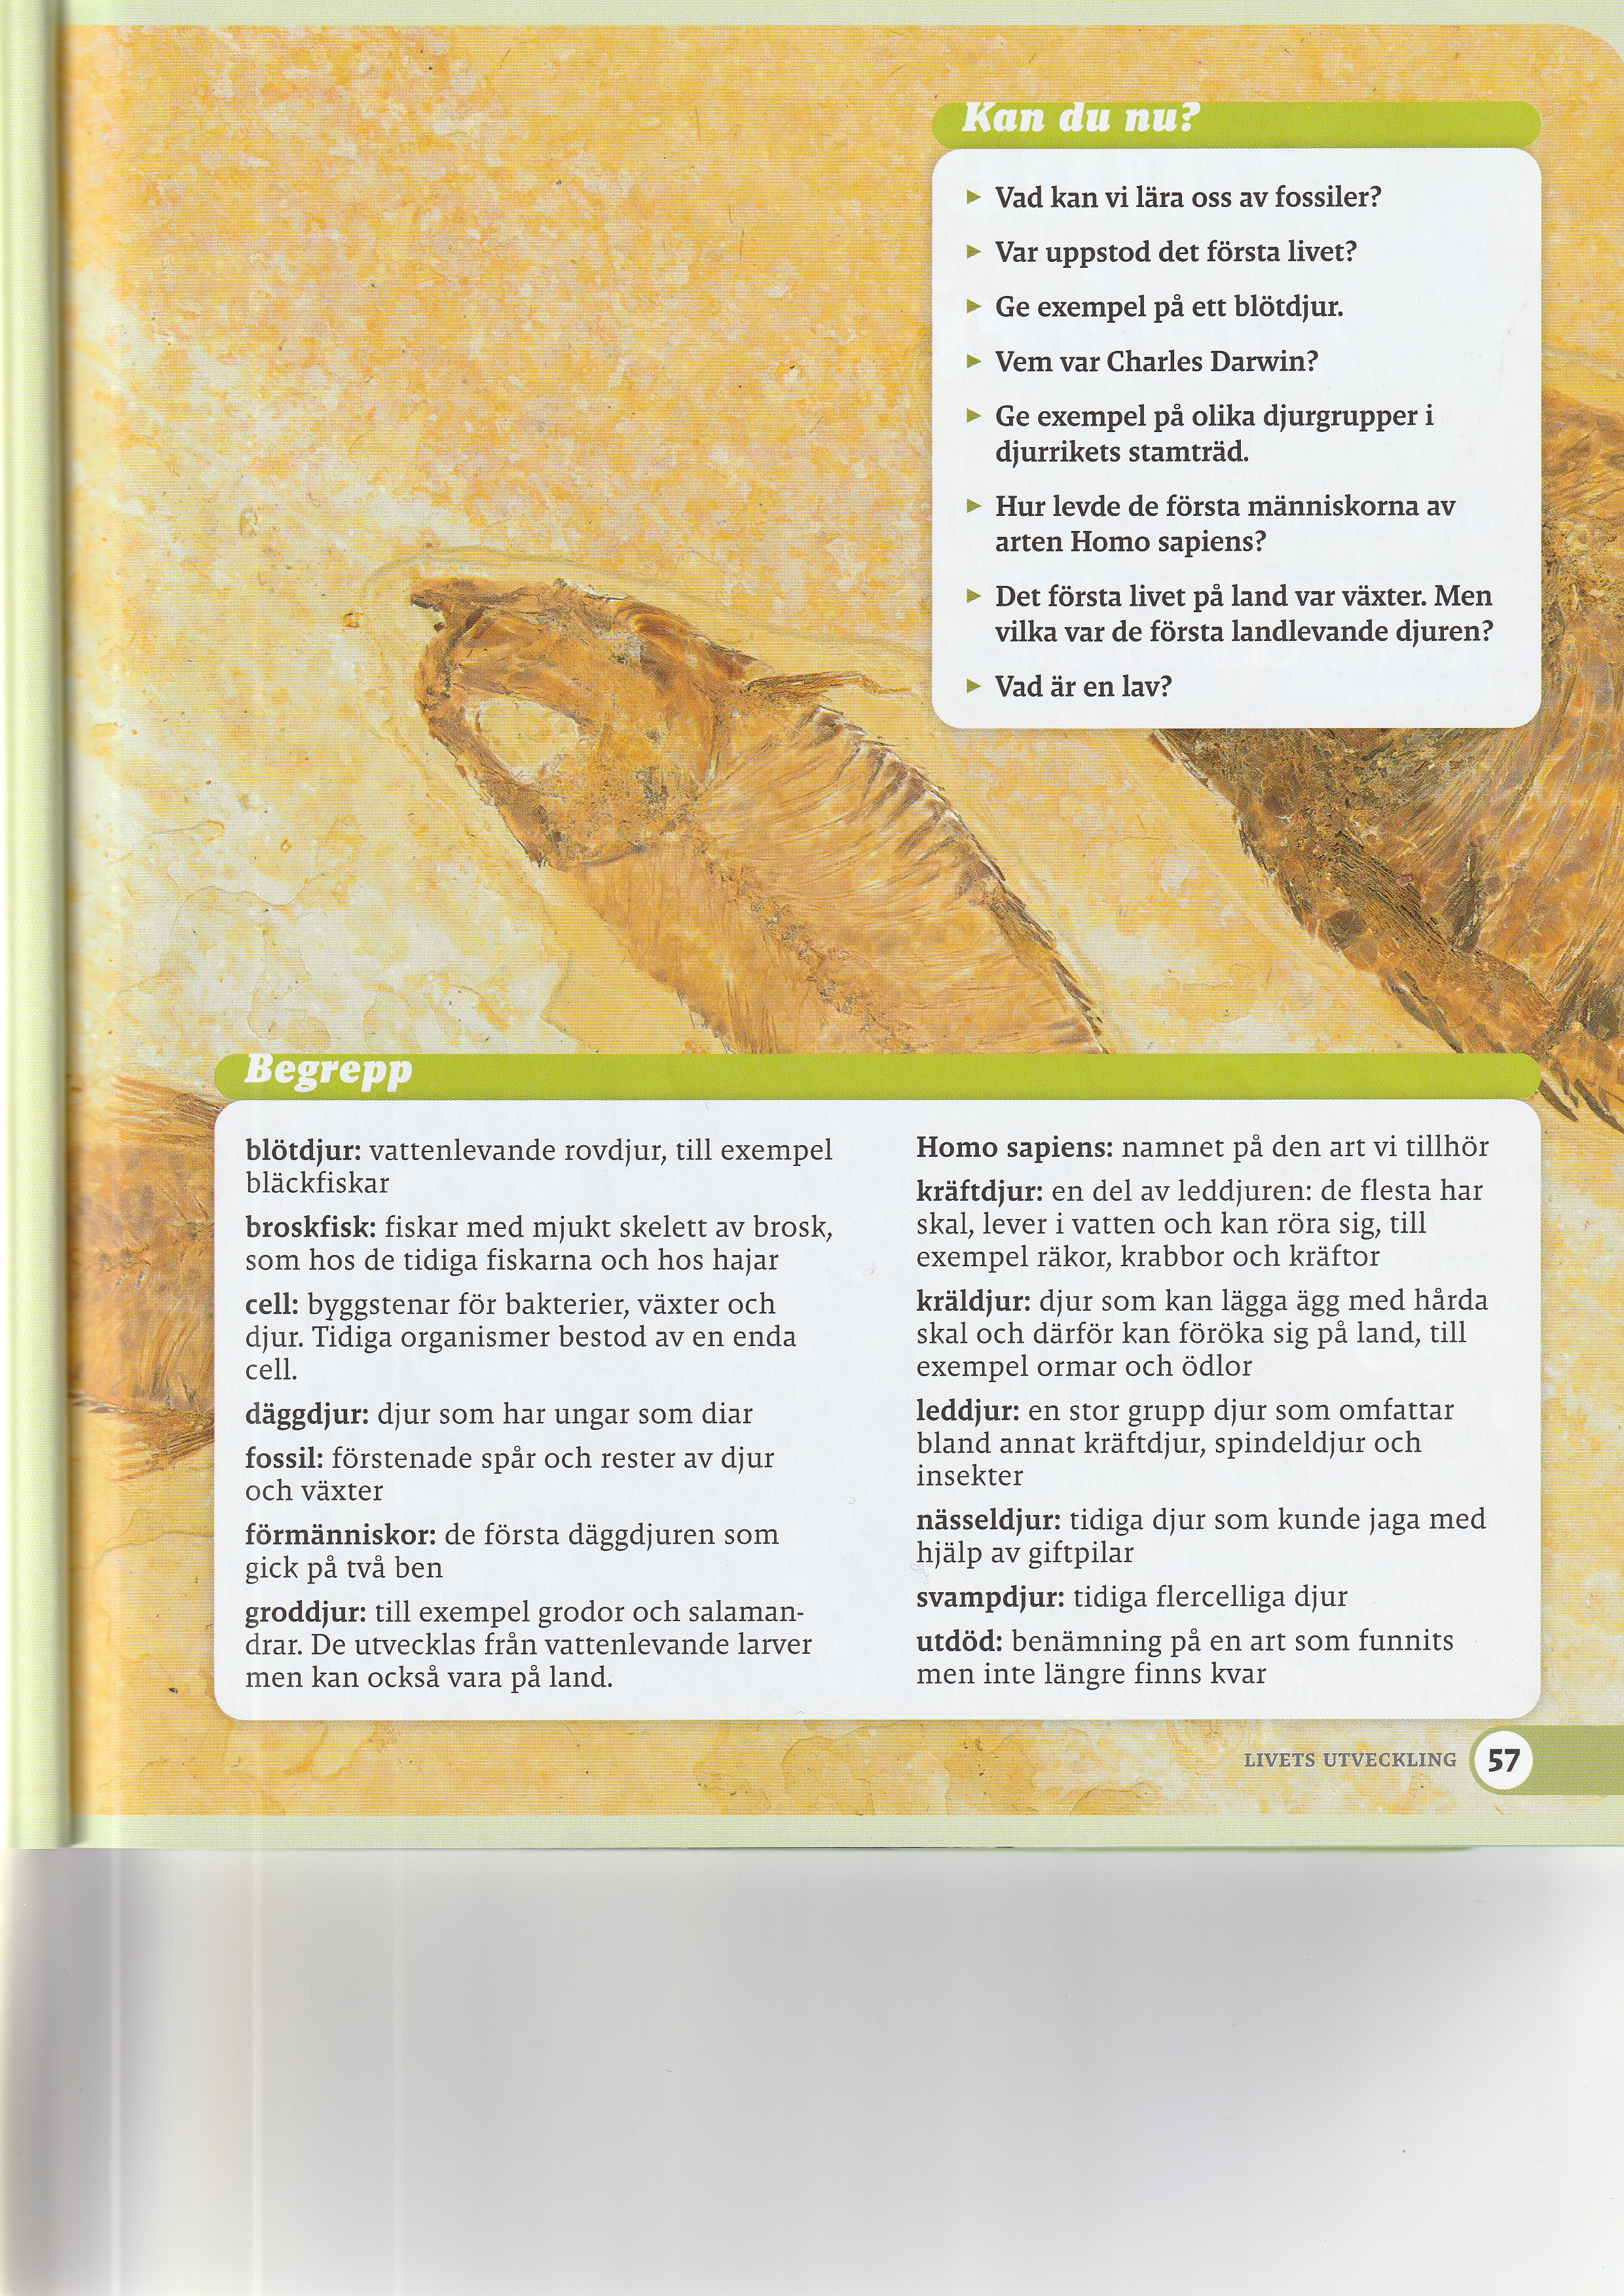 Kan du nu?
► Vad kan vi lära oss av fossiler?
► Var uppstod det första livet?
► Ge exempel på ett blötdjur.
► Vem var Charles Darwin?
► Ge exempel på olika djurgrupper i
djurrikets stamträd.
► Hur levde de första människorna av
arten Homo sapiens?
► Det första livet på land var växter. Men
vilka var de första landlevande djuren?
► Vad är en lav?
Begrepp
blötdjur: vattenlevande rovdjur, till exempel
bläckfiskar
broskfisk: fiskar med mjukt skelett av brosk,
som hos de tidiga fiskarna och hos hajar
cell: byggstenar för bakterier, växter och
djur. Tidiga organismer bestod av en enda
cell.
däggdjur: djur som har ungar som diar
fossil: förstenade spår och rester av djur
och växter
förmänniskor: de första däggdjuren som
gick på två ben
groddjur: till exempel grodor och salaman-
drar. De utvecklas från vattenlevande larver
men kan också vara på land.
Homo sapiens: namnet på den art vi tillhör
kräftdjur: en del av leddjuren: de flesta har
skal, lever i vatten och kan röra sig, till
exempel räkor, krabbor och kräftor
kräldjur: djur som kan lägga ägg med hårda
skal och därför kan föröka sig på land, till
exempel ormar och ödlor
leddjur: en stor grupp djur som omfattar
bland annat kräftdjur, spindeldjur och
insekter
nässeldjur: tidiga djur som kunde jaga med
hjälp av giftpilar
svampdjur: tidiga flercelliga djur
utdöd: benämning på en art som funnits
men inte längre finns kvar
LIVETS UTVECKLING 57